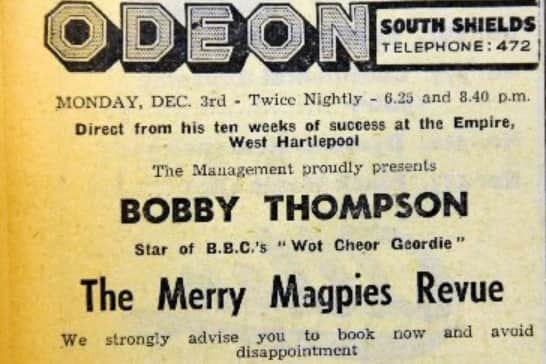 ODEON
SOUTH SHIELDS
TELEPHONE: 472
MONDAY, DEC. 3rd - Twice Nightly - 6.25 and 8.40 p.m.
Direct from his ten weeks of success at the Empire,
West Hartlepool
The Management proudly presents
BOBBY THOMPSON
Star of B.B.C.'s "Wot Cheor Geordie"
The Merry Magpies Revue
We strongly advise you to book now and avoid
disappointment